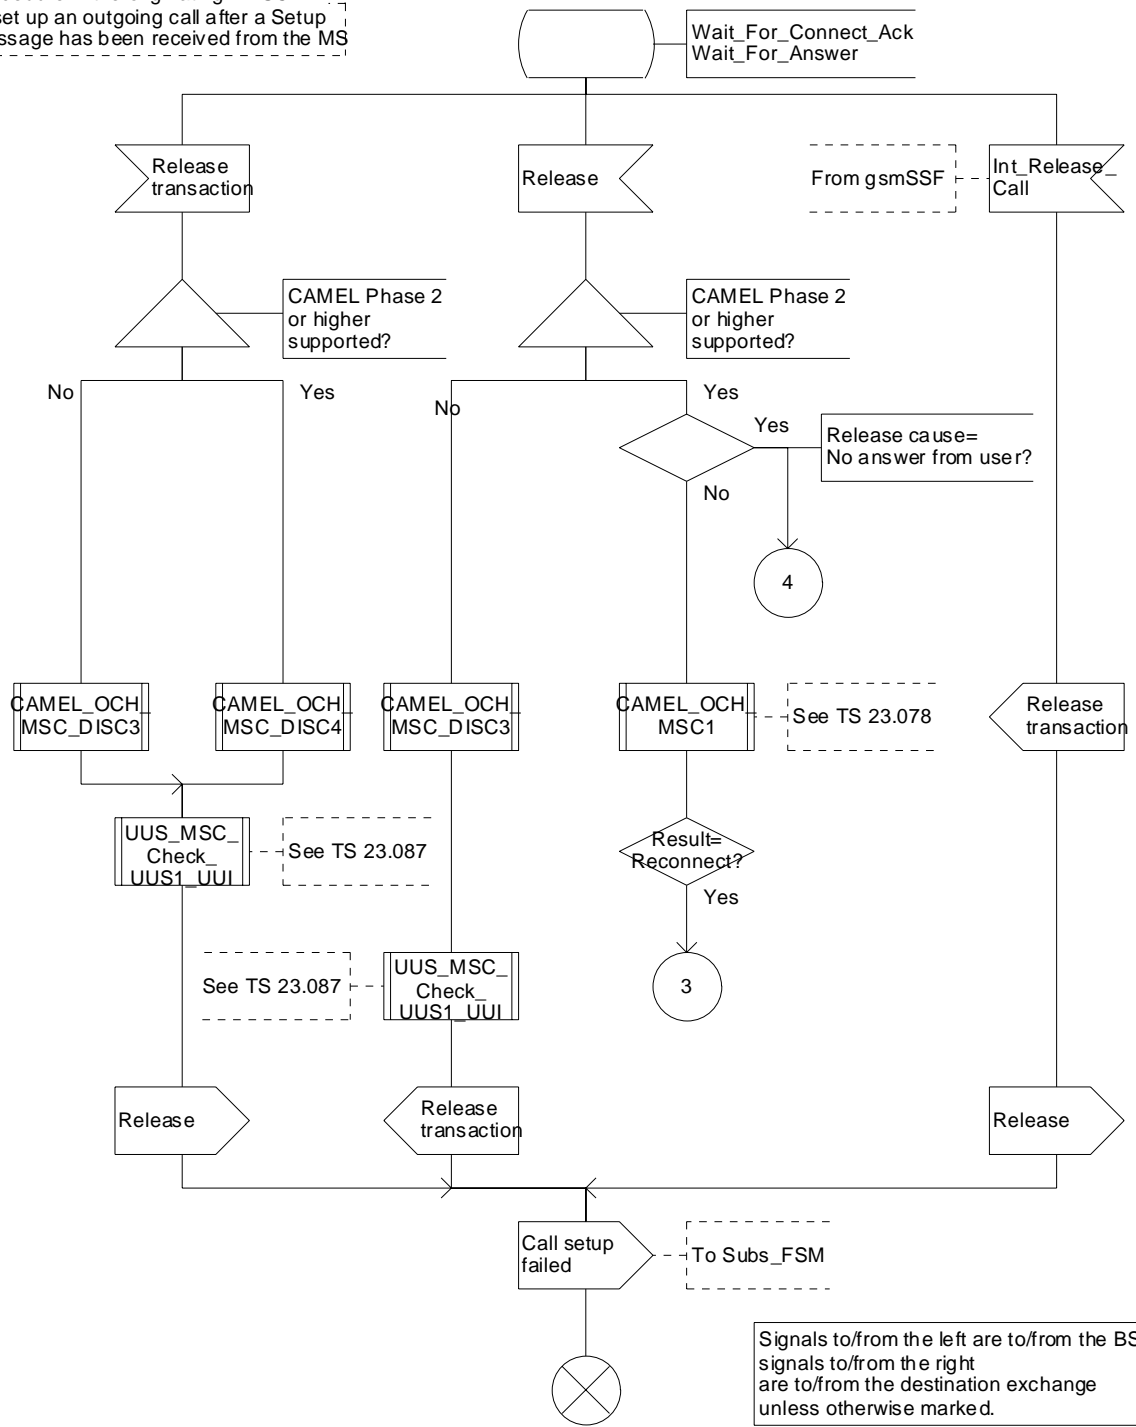 set up an outgoing call after a Setup
message has been received from the MS
Wait_For_Connect_Ack
Wait_For_Answer
Release
transaction
Release
From gsmSSF
Int_Release_
Call
CAMEL Phase 2
or higher
supported?
CAMEL Phase 2
or higher
supported?
No
Yes
No
Yes
Yes
Release cause=
No answer from user?
No
4
CAMEL_OCH_
MSC_DISC3
CAMEL_OCH_
MSC_DISC4
CAMEL_OCH_
MSC_DISC3
CAMEL_OCH_
MSC1
See TS 23.078
Release
transaction
UUS_MSC_
Check_
UUS1_UUI
See TS 23.087
Result=
Reconnect?
Yes
See TS 23.087
UUS_MSC_
Check_
UUS1_UUI
3
Release
Release
transaction
Release
Call setup
failed
To Subs_FSM
Signals to/from the left are to/from the BS
signals to/from the right
are to/from the destination exchange
unless otherwise marked.